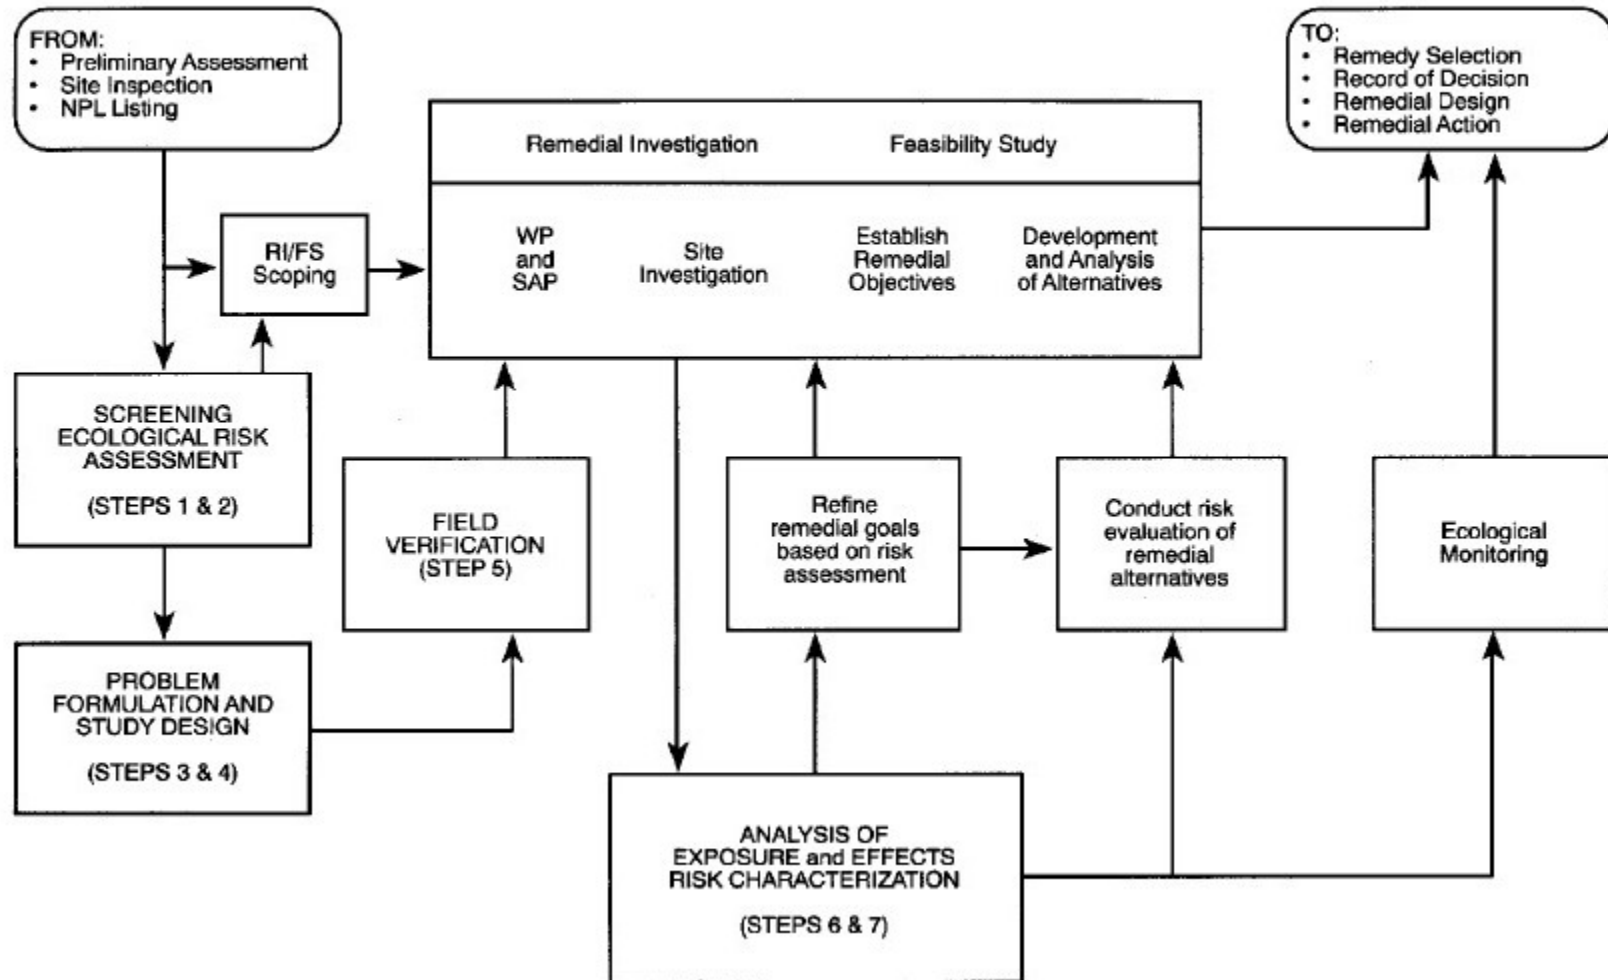 FROM:
• Preliminary Assessment
• Site Inspection
• NPL Listing
TO:
• Remedy Selection
• Record of Decision
• Remedial Design
• Remedial Action
Remedial Investigation
Feasibility Study
RI/FS
Scoping
WP
and
SAP
Site
Investigation
Establish
Remedial
Objectives
Development
and Analysis
of Alternatives
SCREENING
ECOLOGICAL RISK
ASSESSMENT
(STEPS 1 & 2)
FIELD
VERIFICATION
(STEP 5)
Refine
remedial goals
based on risk
assessment
Conduct risk
evaluation of
remedial
alternatives
Ecological
Monitoring
PROBLEM
FORMULATION AND
STUDY DESIGN
(STEPS 3 & 4)
ANALYSIS OF
EXPOSURE and EFFECTS
RISK CHARACTERIZATION
(STEPS 6 & 7)